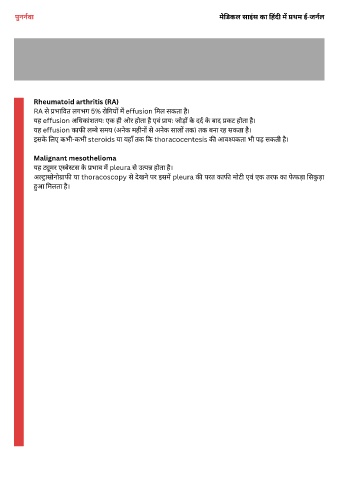 पुनर्नवा
मेडिकल साइंस का हिंदी में प्रथम ई-जर्नल
Rheumatoid arthritis (RA)
RA से प्रभावित लगभग 5% रोगियों में effusion मिल सकता है।
यह effusion अधिकांशतयः एक ही ओर होता है एवं प्रायः जोड़ों के दर्द के बाद प्रकट होता है।
यह effusion काफी लम्बे समय (अनेक महीनों से अनेक सालों तक) तक बना रह सकता है।
इसके लिए कभी-कभी steroids या यहाँ तक कि thoracocentesis की आवश्यकता भी पड़ सकती है।
Malignant mesothelioma
यह ट्यूमर एस्बेस्टस के प्रभाव में pleura से उत्पन्न होता है।
अल्ट्रासोनोग्राफी या thoracoscopy से देखने पर इसमें pleura की परत काफी मोटी एवं एक तरफ का फेफड़ा सिकुड़ा
हुआ मिलता है।